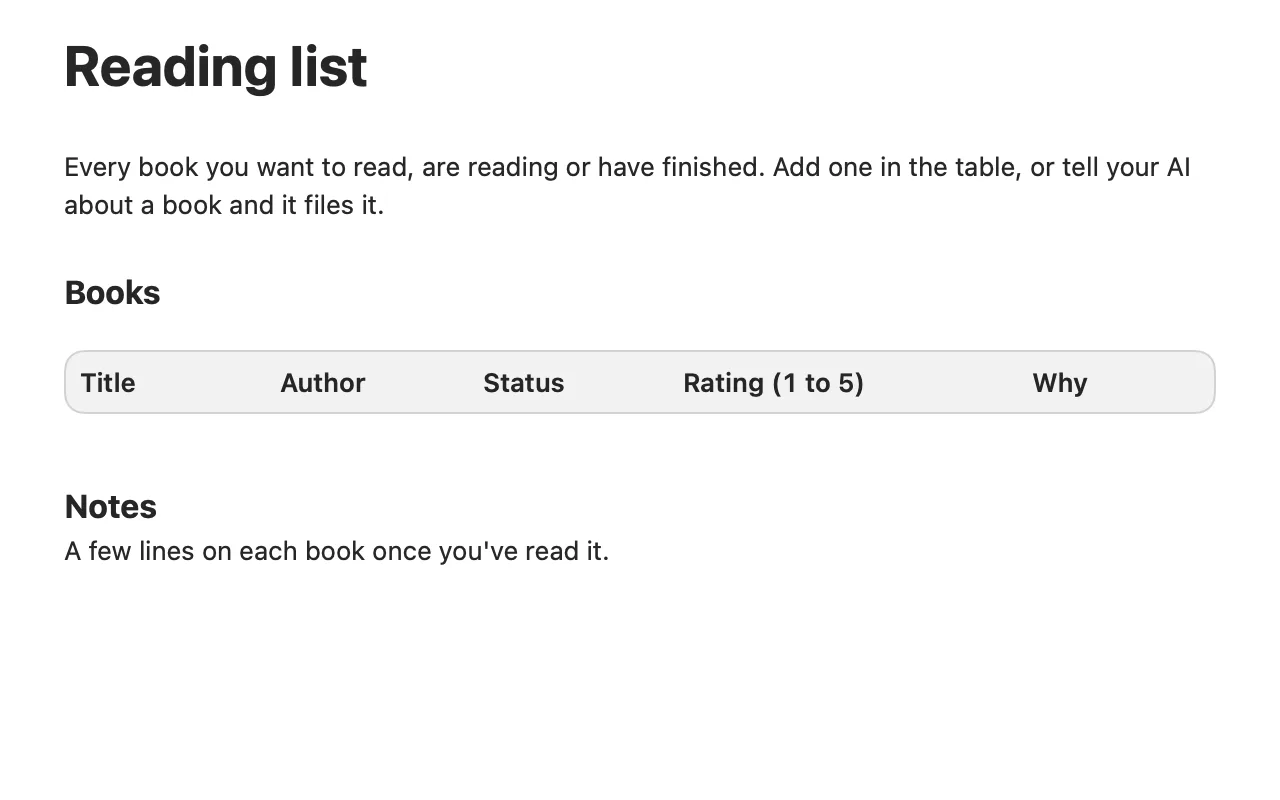 Reading list
Every book you want to read, are reading or have finished. Add one in the table, or tell your AI
about a book and it files it.
Books
Title Author Status Rating (1 to 5) Why
Notes
A few lines on each book once you've read it.